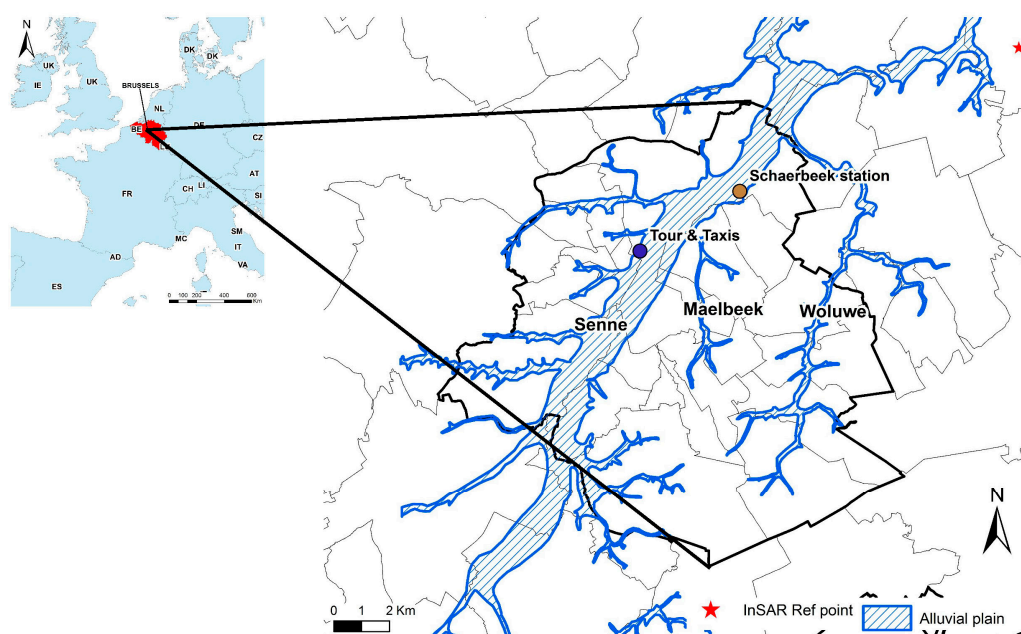 N
DK
DK
UK
UK
IE
BRUSSELS
NL
BE
DE
CZ
FR
AT
CH
LI
SI
SM
MC
IT
AD
VA
ES
0 100 200 400 600
Km
Schaerbeek station
Tour & Taxis
Senne
Maelbeek
Woluwe
N
0 1 2 Km
InSAR Ref point
Alluvial plain